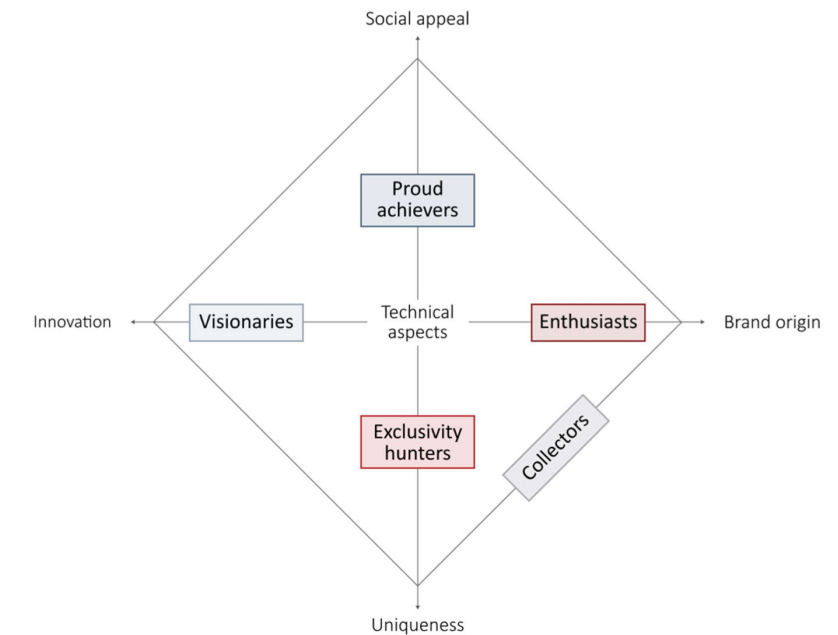 Social appeal
Proud
achievers
Innovation
Visionaries
Technical
aspects
Enthusiasts
Brand origin
Exclusivity
hunters
Collectors
Uniqueness